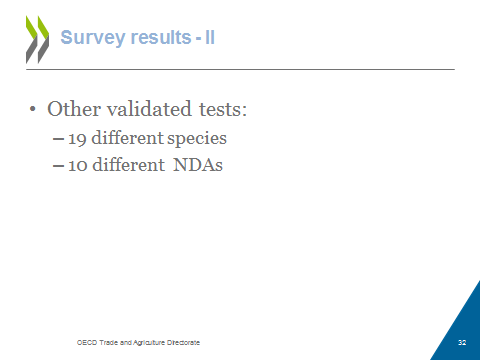 Survey results - II
• Other validated tests:
– 19 different species
– 10 different NDAs
OECD Trade and Agriculture Directorate
32